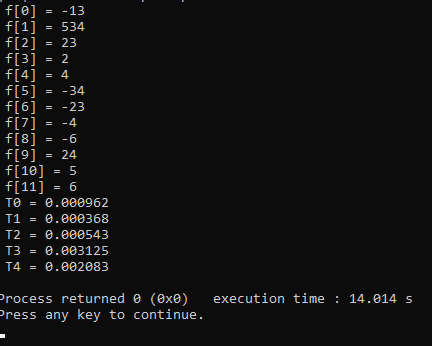 f[0] = -13
f[1] = 534
f[2] = 23
f[3] = 2
f[4] = 4
f[5] = -34
f[6] = -23
f[7] = -4
f[8] = -6
f[9] = 24
f[10] = 5
f[11] = 6
T0 = 0.000962
T1 = 0.000368
T2 = 0.000543
T3 = 0.003125
T4 = 0.002083
Process returned 0 (0x0)   execution time : 14.014 s
Press any key to continue.